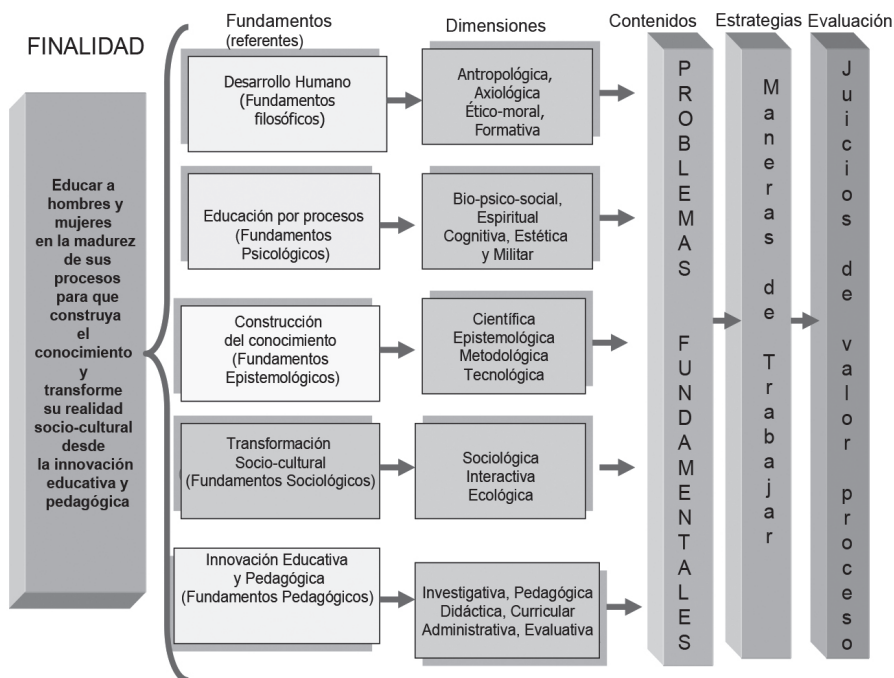 FINALIDAD
Educar a
hombres y
mujeres
en la madurez
de sus
procesos
para que
construya
el
conocimiento
y
transforme
su realidad
socio-cultural
desde
la innovación
educativa y
pedagógica
Fundamentos
(referentes)
Desarrollo Humano
(Fundamentos
filosóficos)
Educación por procesos
(Fundamentos
Psicológicos)
Construcción
del conocimiento
(Fundamentos
Epistemológicos)
Transformación
Socio-cultural
(Fundamentos Sociológicos)
Innovación Educativa
y Pedagógica
(Fundamentos Pedagógicos)
Dimensiones
Antropológica,
Axiológica
Ético-moral,
Formativa
Bio-psico-social,
Espiritual
Cognitiva, Estética
y Militar
Científica
Epistemológica
Metodológica
Tecnológica
Sociológica
Interactiva
Ecológica
Investigativa, Pedagógica
Didáctica, Curricular
Administrativa, Evaluativa
Contenidos
PROBLEMAS FUNDAMENTALES
Estrategias
Maneras de Trabajar
Evaluación
Juicios de valor proceso